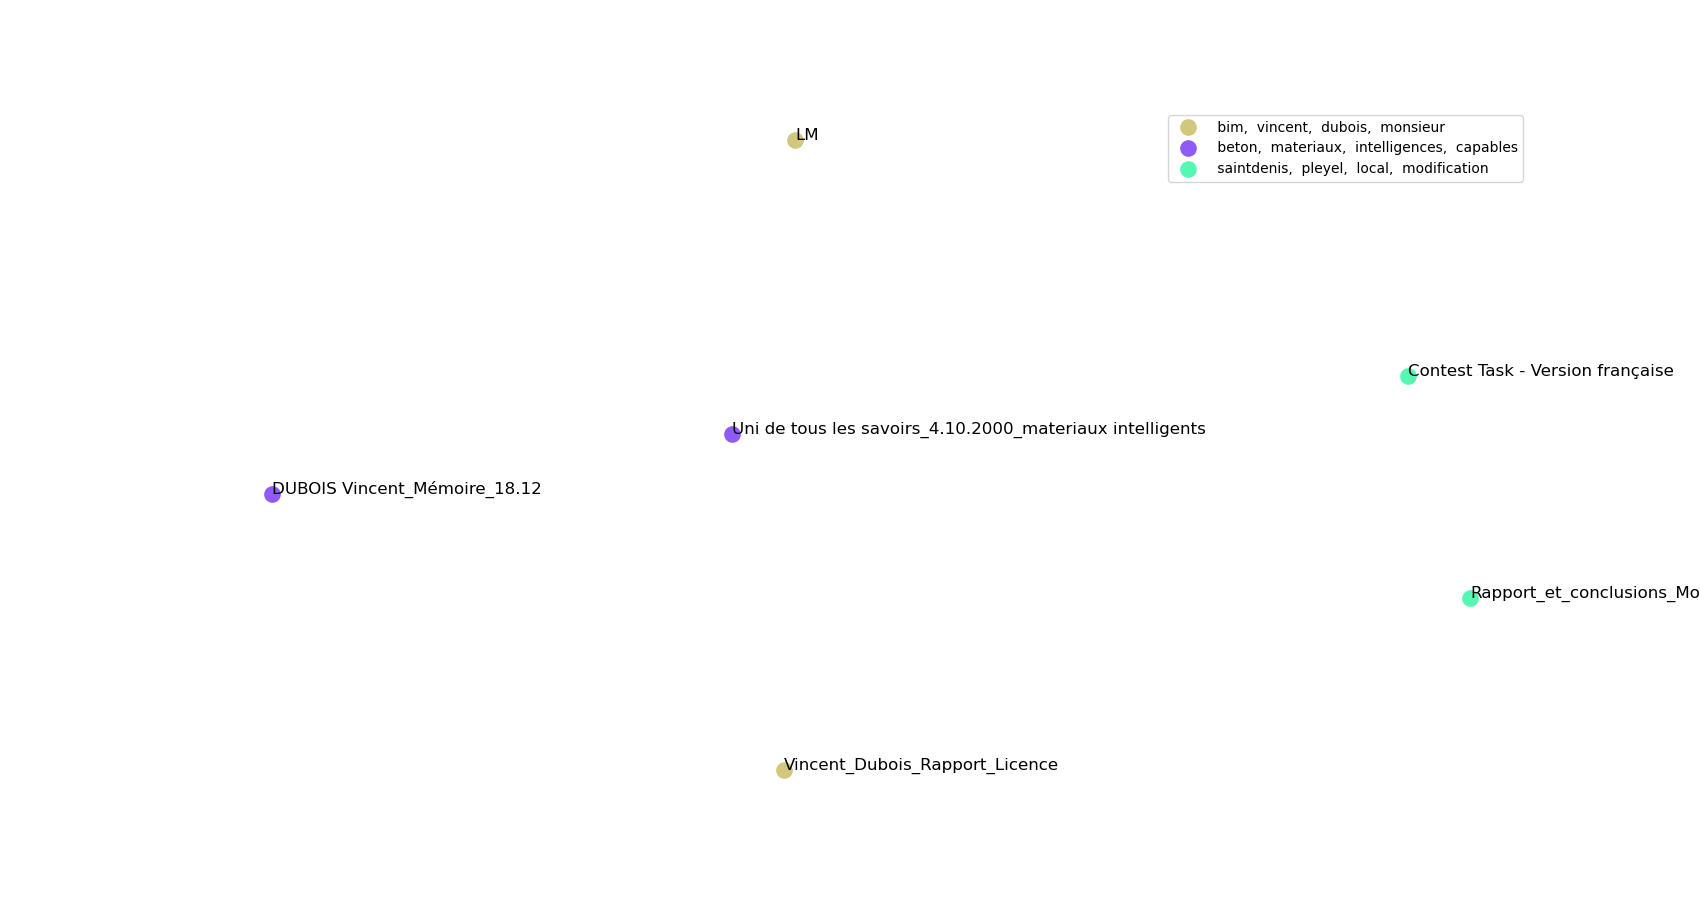 LM
bim, vincent, dubois, monsieur
beton, materiaux, intelligences, capables
saintdenis, pleyel, local, modification
Contest Task - Version française
Uni de tous les savoirs_4.10.2000_materiaux intelligents
DUBOIS Vincent_Mémoire_18.12
Rapport_et_conclusions_Mo
Vincent_Dubois_Rapport_Licence